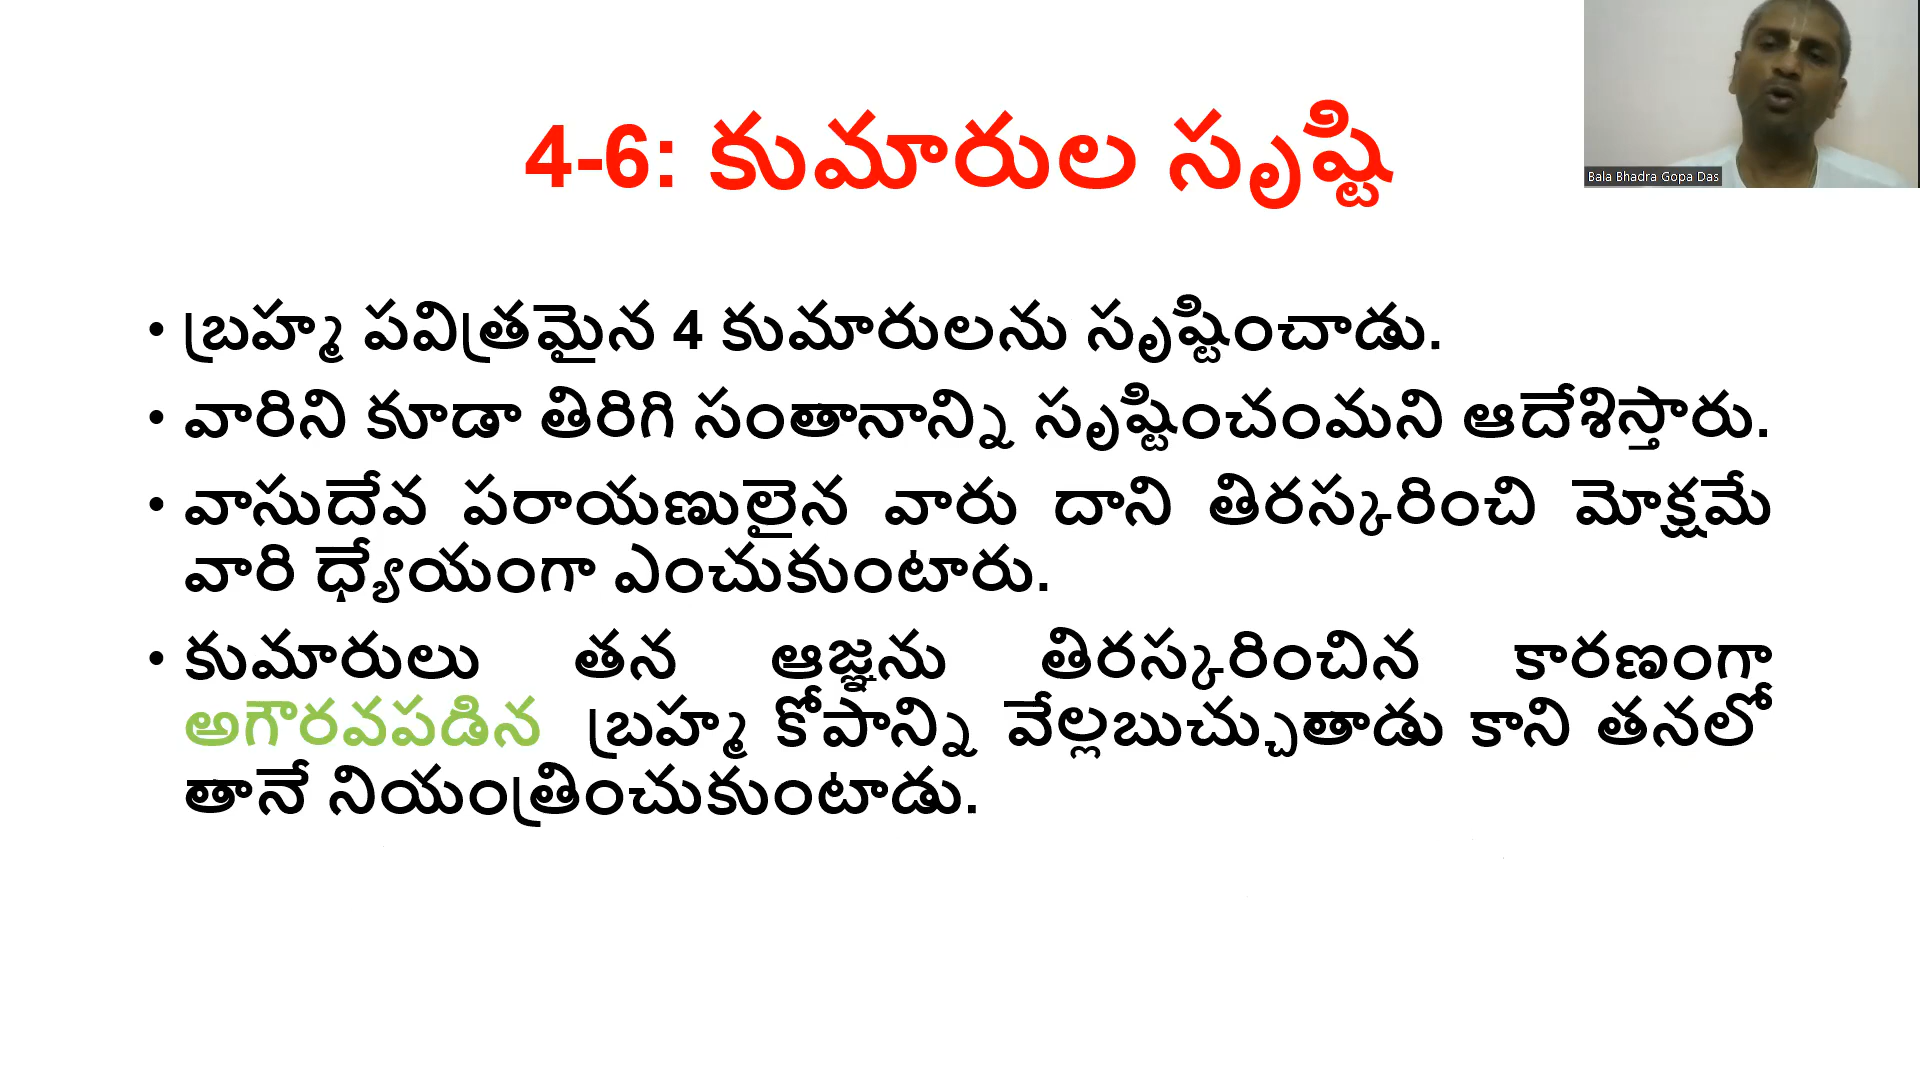 4-6: కుమారుల సృష్టి
Bala Bhadra Gopa Das
• బ్రహ్మ పవిత్రమైన 4 కుమారులను సృష్టించాడు.
• వారిని కూడా తిరిగి సంతానాన్ని సృష్టించంమని ఆదేశిస్తారు.
• వాసుదేవ పరాయణులైన వారు దాని తిరస్కరించి మోక్షమే
వారి ధ్యేయంగా ఎంచుకుంటారు.
• కుమారులు తన ఆజ్ఞను తిరస్కరించిన కారణంగా
అగౌరవపడిన బ్రహ్మ కోపాన్ని వేల్లబుచ్చుతాడు కాని తనలో
తానే నియంత్రించుకుంటాడు.